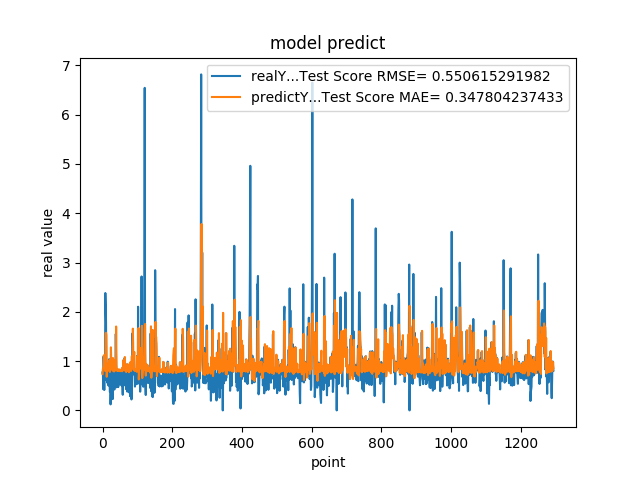 model predict
realY...Test Score RMSE= 0.550615291982
predictY...Test Score MAE= 0.347804237433
7
6
5
4
3
2
1
0
real value
0 200 400 600 800 1000 1200
point